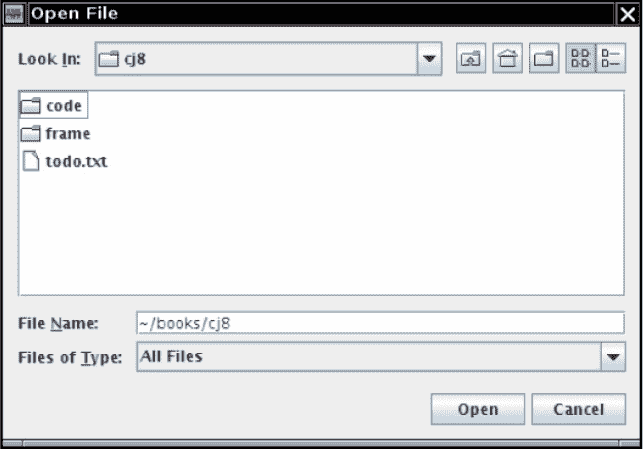 Open File
Look In: cj8
code
frame
todo.txt
File Name: ~/books/cj8
Files of Type: All Files
Open Cancel